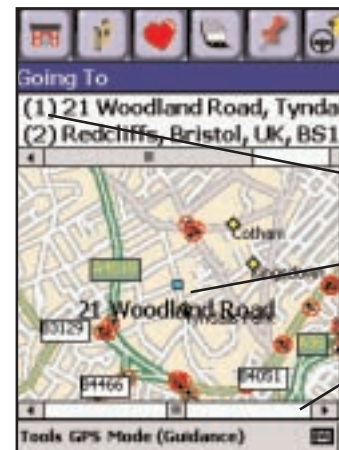 Going To
(1) 21 Woodland Road, Tynda
(2) Redcliffs, Bristol, UK, BS1
Cotham
21 Woodland Road
B3129
B4466
B4051
Tools GPS Mode (Guidance)